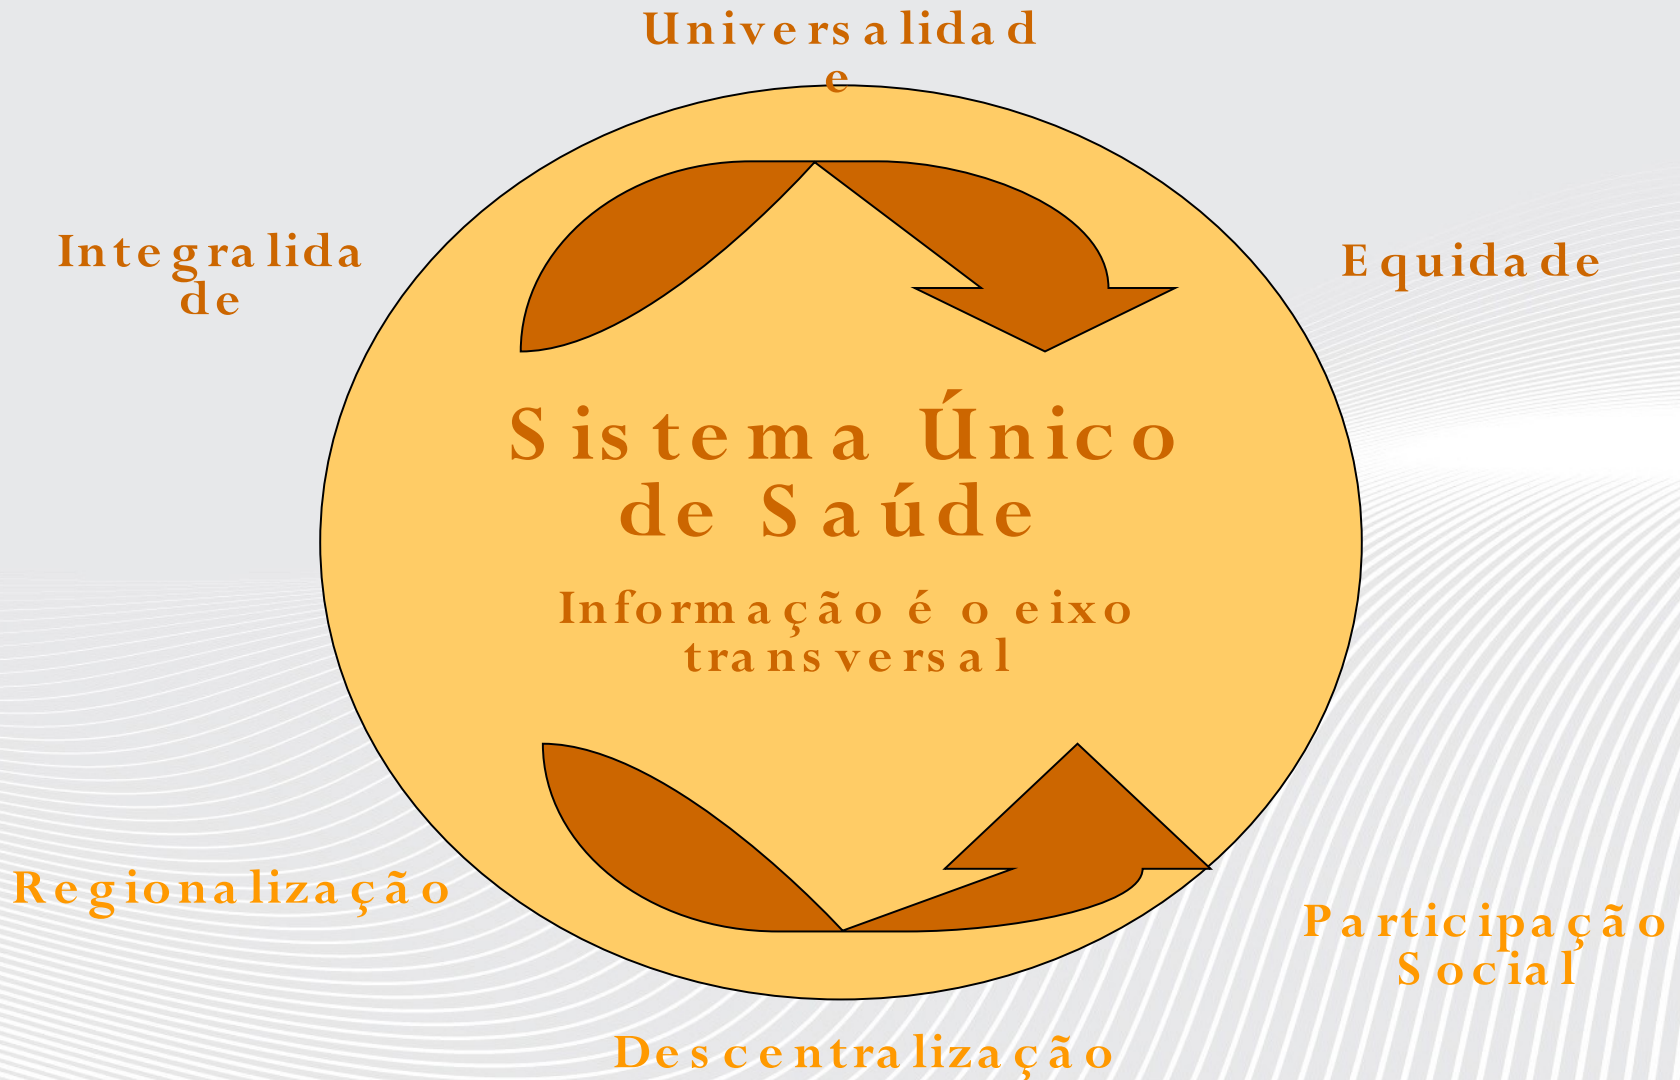 Universalidad
e
Integralida
de
Equidade
Sistema Único
de Saúde
Informação é o eixo
transversal
Regionalização
Participação
Social
Descentralização